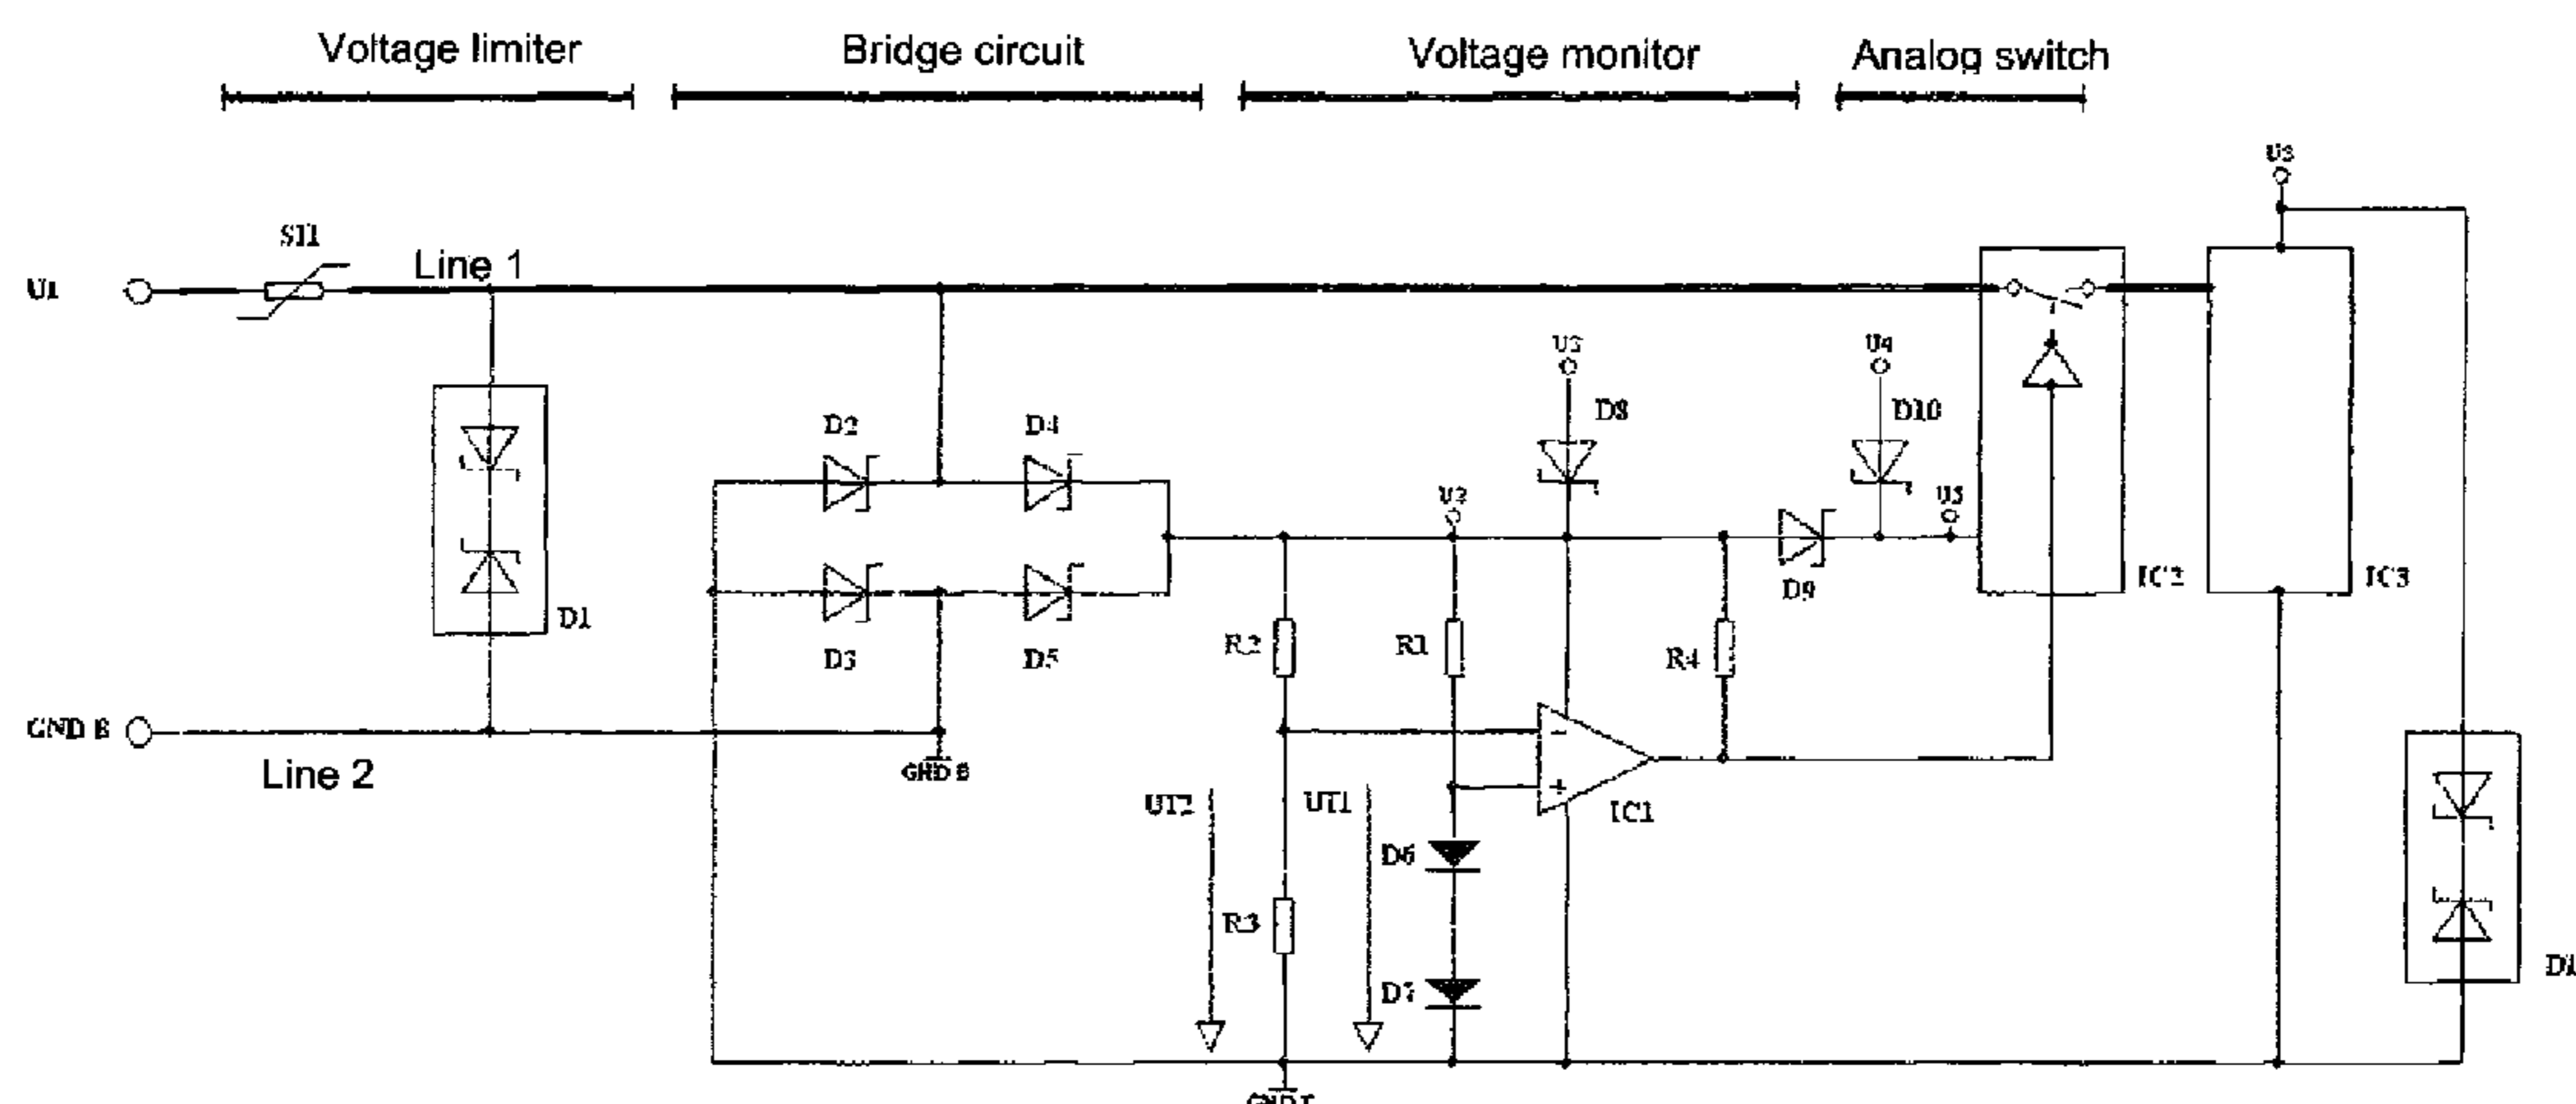 Voltage limiter
Bridge circuit
Voltage monitor
Analog switch
SI1
Line 1
U1
D8
U4
D10
D2
D4
U2
U5
D1
D9
IC2
IC3
D3
D5
R2
R1
R4
GND B
GND B
Line 2
UT2
UT1
IC1
D6
R3
D7
D1